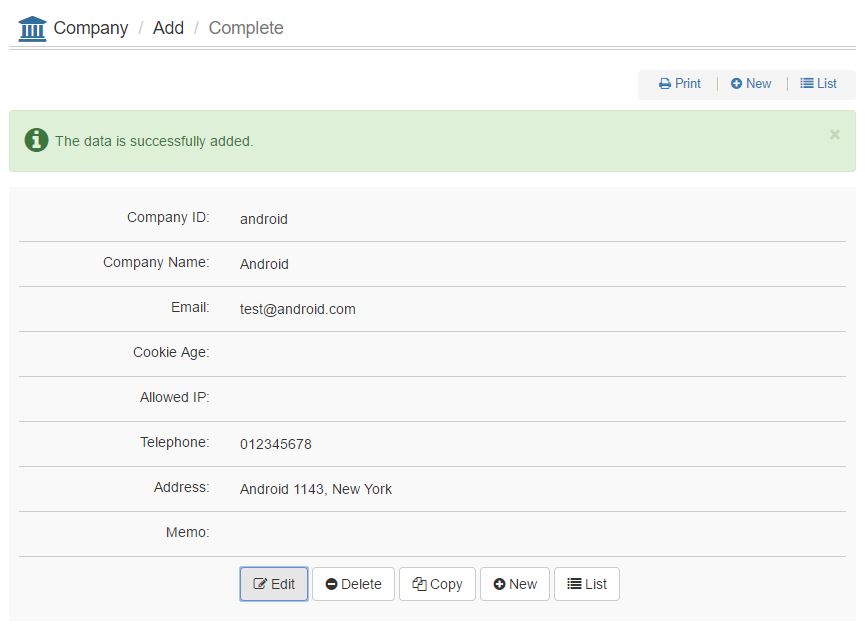 Company / Add / Complete
Print | New | List
The data is successfully added. ×
Company ID: android
Company Name: Android
Email: test@android.com
Cookie Age:
Allowed IP:
Telephone: 012345678
Address: Android 1143, New York
Memo:
Edit Delete Copy New List